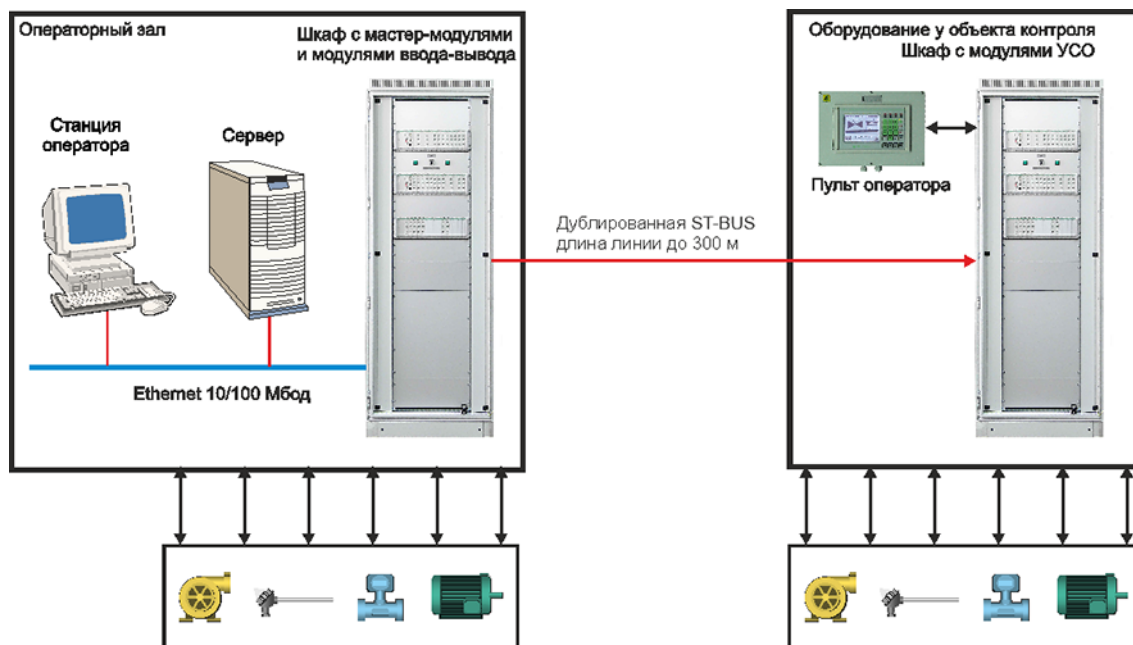 Операторный зал
Шкаф с мастер-модулями
и модулями ввода-вывода
Станция
оператора
Сервер
Ethernet 10/100 Мбод
Дублированная ST-BUS
длина линии до 300 м
Оборудование у объекта контроля
Шкаф с модулями УСО
Пульт оператора